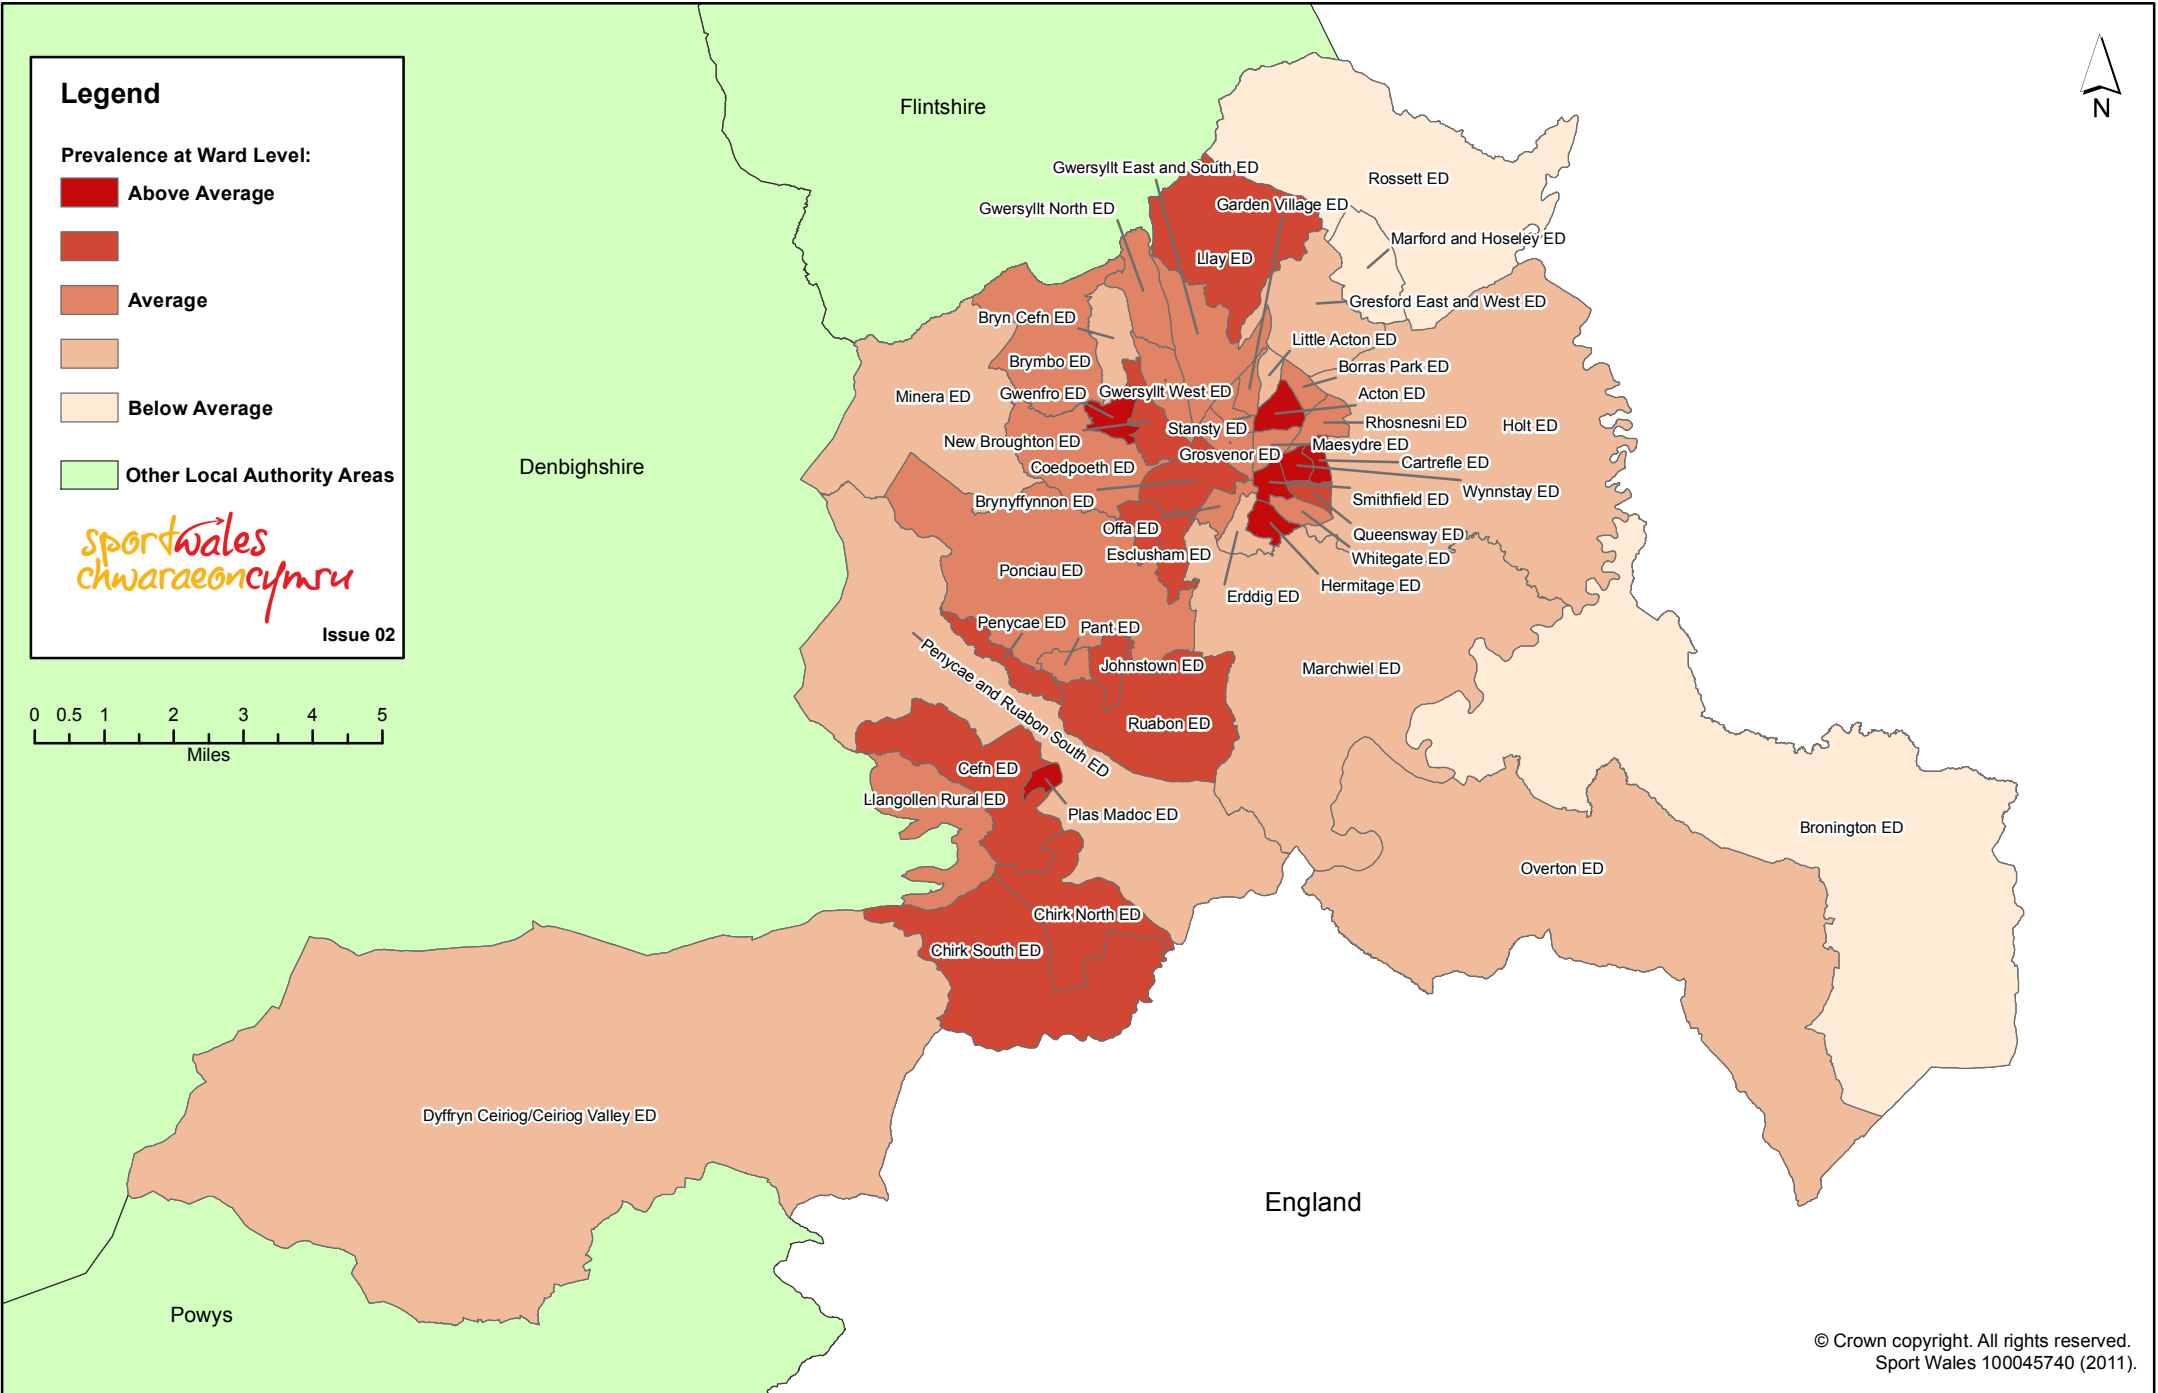 Legend
Prevalence at Ward Level:
Above Average
Average
Below Average
Other Local Authority Areas
sportwales
chwaraeoncymru
Issue 02
0 0.5 1 2 3 4 5
Miles
N
Flintshire
Denbighshire
Powys
England
Gwersyllt East and South ED
Rossett ED
Gwersyllt North ED
Garden Village ED
Marford and Hoseley ED
Llay ED
Gresford East and West ED
Bryn Cefn ED
Little Acton ED
Brymbo ED
Borras Park ED
Minera ED
Gwenfro ED
Gwersyllt West ED
Acton ED
Rhosnesni ED
Holt ED
New Broughton ED
Stansty ED
Maesydre ED
Coedpoeth ED
Grosvenor ED
Cartrefle ED
Wynnstay ED
Brynyffynnon ED
Smithfield ED
Offa ED
Queensway ED
Esclusham ED
Whitegate ED
Ponciau ED
Hermitage ED
Erddig ED
Penycae ED
Pant ED
Johnstown ED
Marchwiel ED
Penycae and Ruabon South ED
Ruabon ED
Cefn ED
Llangollen Rural ED
Plas Madoc ED
Bronington ED
Overton ED
Chirk North ED
Chirk South ED
Dyffryn Ceiriog/Ceiriog Valley ED
© Crown copyright. All rights reserved.
Sport Wales 100045740 (2011).